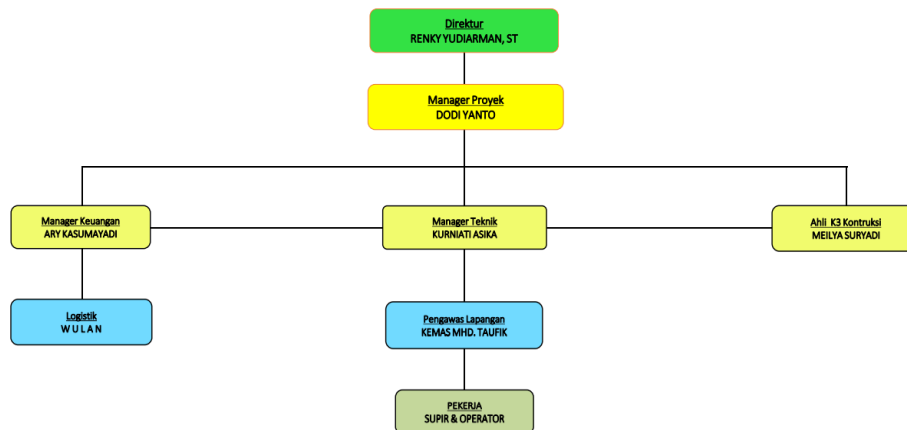 Direktur
RENKY YUDIARMAN, ST
Manager Proyek
DODI YANTO
Manager Keuangan
ARY KASUMAYADI
Manager Teknik
KURNIATI ASIKA
Ahli K3 Kontruksi
MEILYA SURYADI
Logistik
W U L A N
Pengawas Lapangan
KEMAS MHD. TAUFIK
PEKERJA
SUPIR & OPERATOR